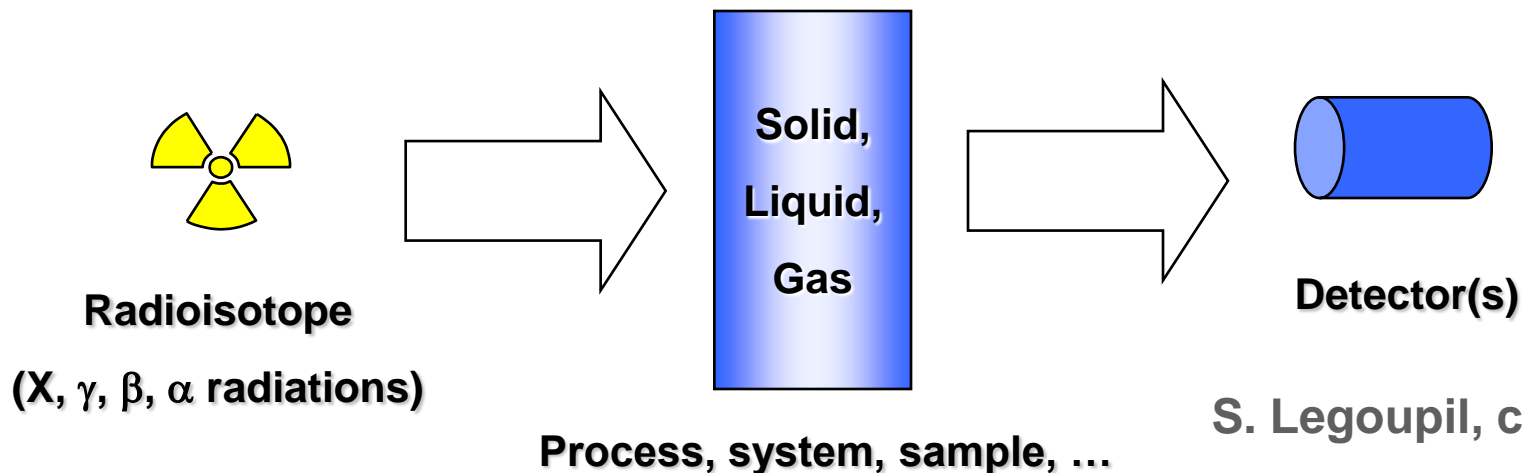 Solid,
Liquid,
Gas
Radioisotope
(X, γ, β, α radiations)
Detector(s)
S. Legoupil, c
Process, system, sample, …